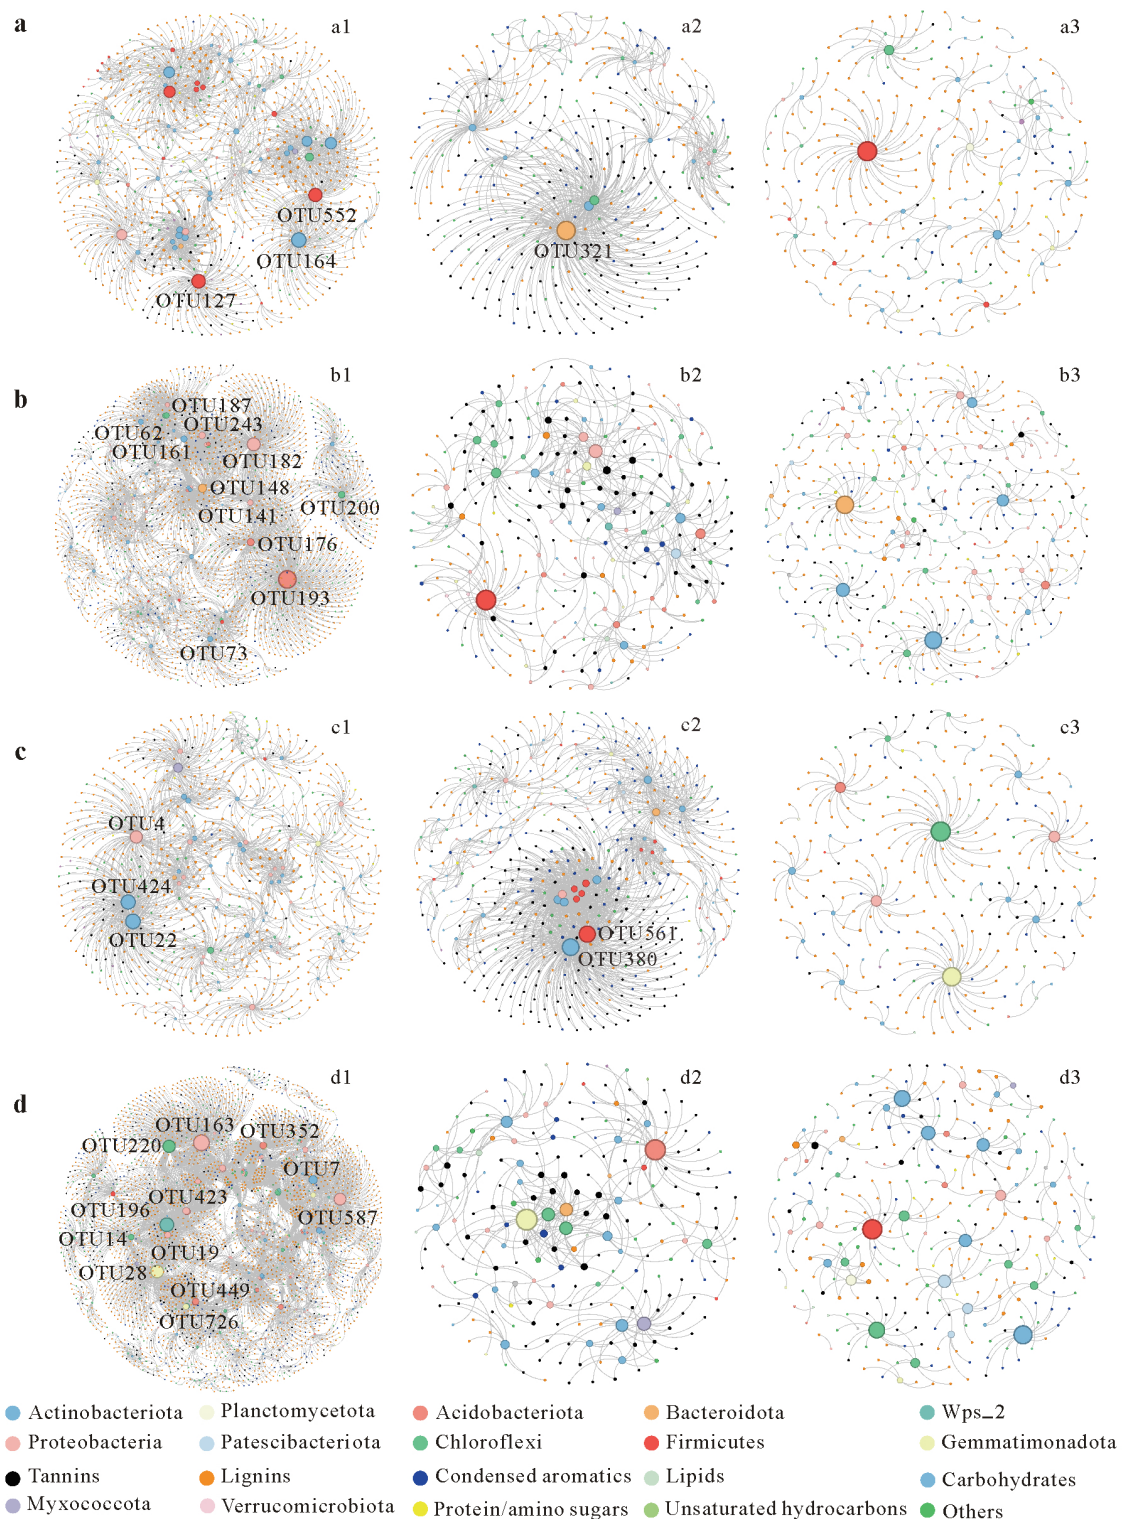 a
a1
a2
a3
OTU552
OTU164
OTU127
OTU321
b
b1
b2
b3
OTU187
OTU62
OTU243
OTU161
OTU182
OTU148
OTU200
OTU141
OTU176
OTU193
OTU73
c
c1
c2
c3
OTU4
OTU424
OTU22
OTU561
OTU380
d
d1
d2
d3
OTU163
OTU352
OTU220
OTU7
OTU423
OTU196
OTU587
OTU14
OTU19
OTU28
OTU449
OTU726
Actinobacteriota Planctomycetota Acidobacteriota Bacteroidota Wps_2
Proteobacteria Patescibacteriota Chloroflexi Firmicutes Gemmatimonadota
Tannins Lignins Condensed aromatics Lipids Carbohydrates
Myxococcota Verrucomicrobiota Protein/amino sugars Unsaturated hydrocarbons Others